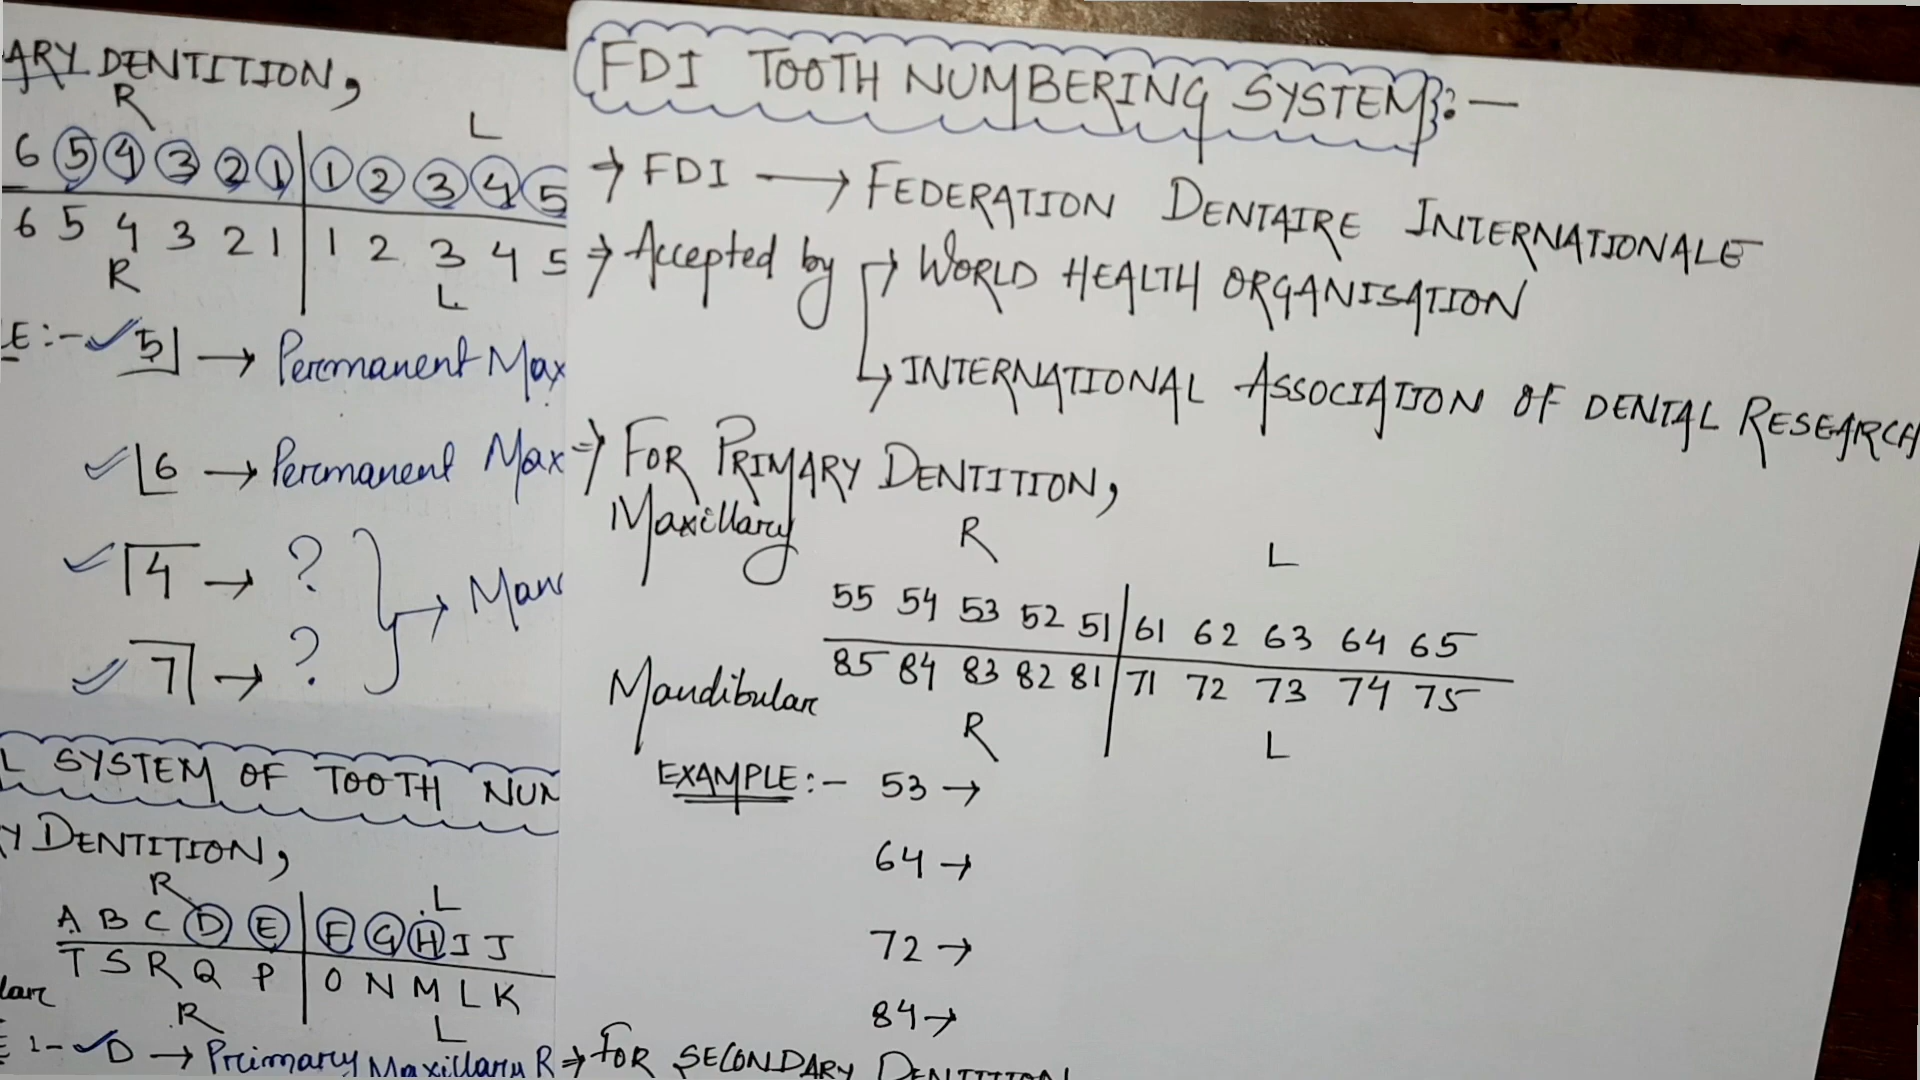 ARY DENTITION,
R
L
6 5 4 3 2 1 | 1 2 3 4 5
6 5 4 3 2 1 | 1 2 3 4 5
R
L
E:- 5 → Permanent Max
6 → Permanent Max
4 → ?
7 → ?
→ Man
L SYSTEM OF TOOTH NUM
Y DENTITION,
R
L
A B C D E | F G H I J
T S R Q P | O N M L K
lar
R
L
:- D → Primary Maxillary R
FDI TOOTH NUMBERING SYSTEM:-
→ FDI → FEDERATION DENTAIRE INTERNATIONALE
→ Accepted by → WORLD HEALTH ORGANISATION
→ INTERNATIONAL ASSOCIATION OF DENTAL RESEARCH
→ FOR PRIMARY DENTITION,
Maxillary
R
L
55 54 53 52 51 | 61 62 63 64 65
85 84 83 82 81 | 71 72 73 74 75
Mandibular
R
L
EXAMPLE:- 53 →
64 →
72 →
84 →
→ FOR SECONDARY DENTITION